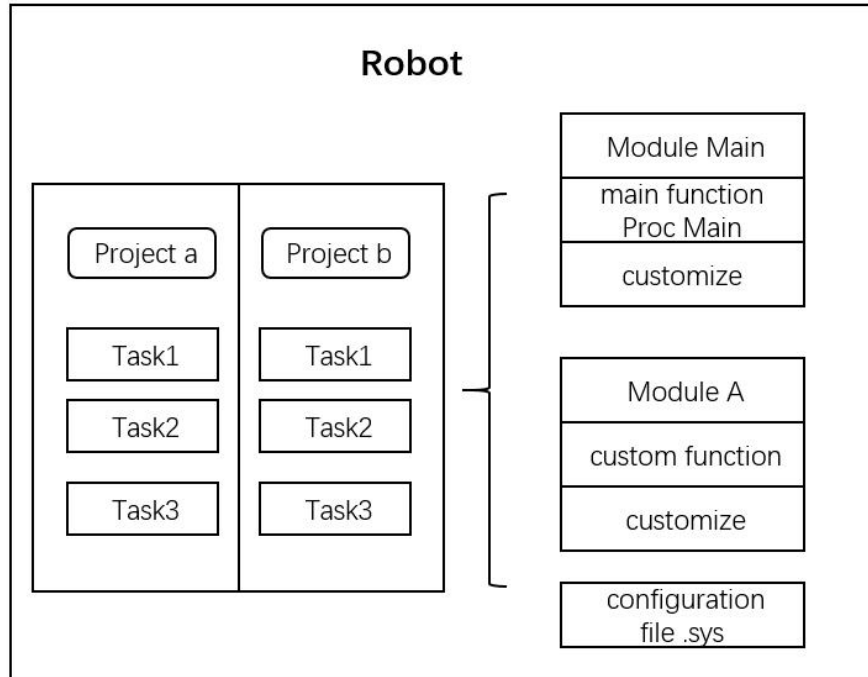 Robot
Project a
Task1
Task2
Task3
Project b
Task1
Task2
Task3
Module Main
main function
Proc Main
customize
Module A
custom function
customize
configuration
file .sys